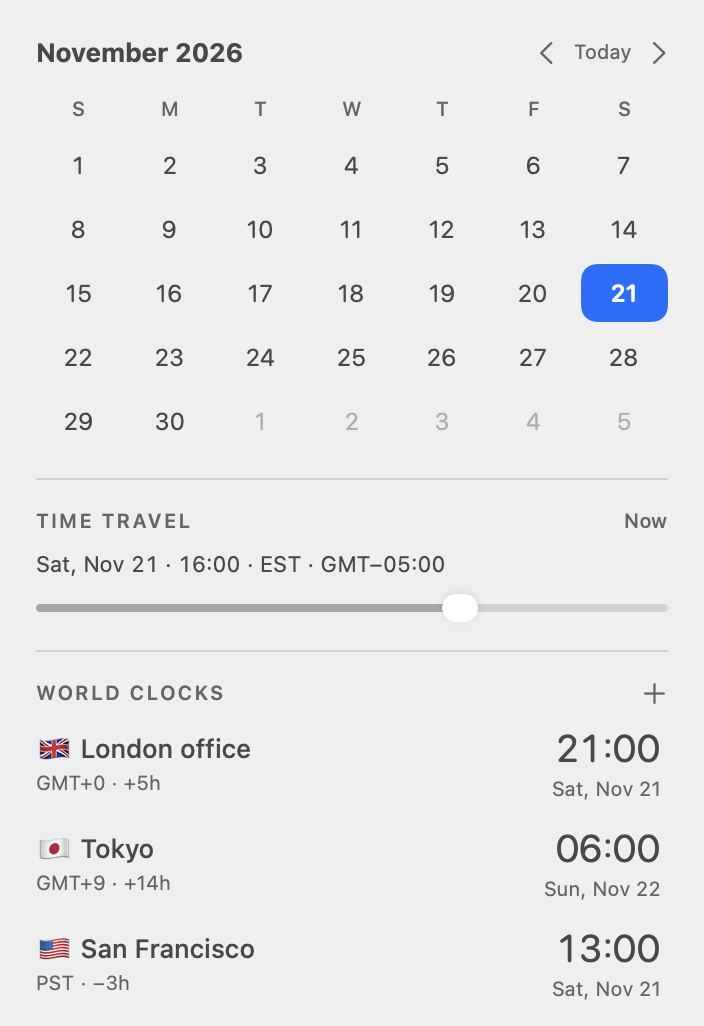 November 2026 Today
S M T W T F S
1 2 3 4 5 6 7
8 9 10 11 12 13 14
15 16 17 18 19 20 21
22 23 24 25 26 27 28
29 30 1 2 3 4 5
TIME TRAVEL Now
Sat, Nov 21 · 16:00 · EST · GMT−05:00
WORLD CLOCKS
London office 21:00
GMT+0 · +5h Sat, Nov 21
Tokyo 06:00
GMT+9 · +14h Sun, Nov 22
San Francisco 13:00
PST · −3h Sat, Nov 21